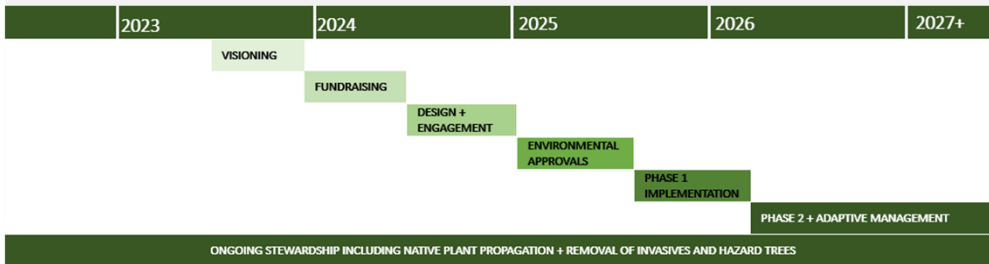 2023 2024 2025 2026 2027+
VISIONING
FUNDRAISING
DESIGN +
ENGAGEMENT
ENVIRONMENTAL
APPROVALS
PHASE 1
IMPLEMENTATION
PHASE 2 + ADAPTIVE MANAGEMENT
ONGOING STEWARDSHIP INCLUDING NATIVE PLANT PROPAGATION + REMOVAL OF INVASIVES AND HAZARD TREES